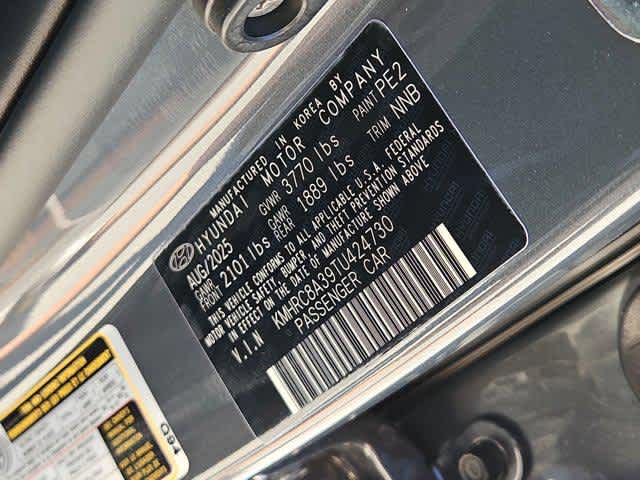 MANUFACTURED IN KOREA BY
HYUNDAI MOTOR COMPANY
AUG/2025 GVWR 3770 lbs PAINT PE2
GAWR FRONT 2101 lbs GAWR REAR 1889 lbs TRIM NNB
THIS VEHICLE CONFORMS TO ALL APPLICABLE U.S.A. FEDERAL
MOTOR VEHICLE SAFETY, BUMPER AND THEFT PREVENTION STANDARDS
IN EFFECT ON THE DATE OF MANUFACTURE SHOWN ABOVE
V.I.N KMHRC8A391U424730
PASSENGER CAR
Q94